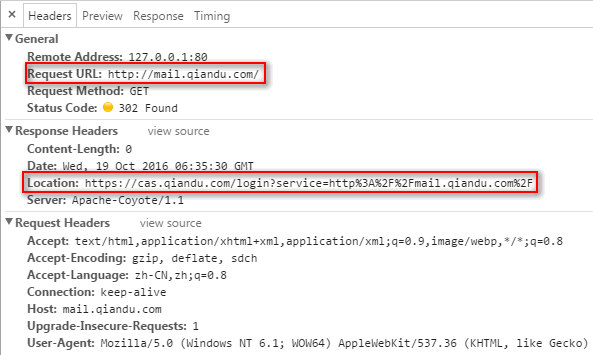 × Headers Preview Response Timing
▼ General
Remote Address: 127.0.0.1:80
Request URL: http://mail.qiandu.com/
Request Method: GET
Status Code: 302 Found
▼ Response Headers view source
Content-Length: 0
Date: Wed, 19 Oct 2016 06:35:30 GMT
Location: https://cas.qiandu.com/login?service=http%3A%2F%2Fmail.qiandu.com%2F
Server: Apache-Coyote/1.1
▼ Request Headers view source
Accept: text/html,application/xhtml+xml,application/xml;q=0.9,image/webp,*/*;q=0.8
Accept-Encoding: gzip, deflate, sdch
Accept-Language: zh-CN,zh;q=0.8
Connection: keep-alive
Host: mail.qiandu.com
Upgrade-Insecure-Requests: 1
User-Agent: Mozilla/5.0 (Windows NT 6.1; WOW64) AppleWebKit/537.36 (KHTML, like Gecko)